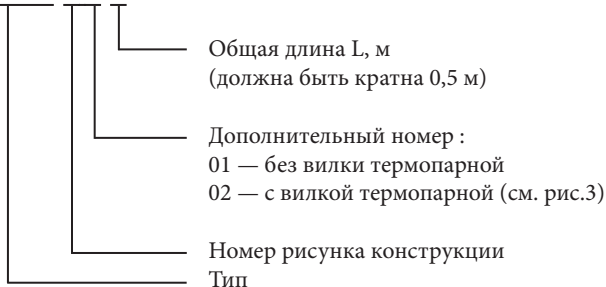 Общая длина L, м
(должна быть кратна 0,5 м)
Дополнительный номер :
01 — без вилки термопарной
02 — с вилкой термопарной (см. рис.3)
Номер рисунка конструкции
Тип